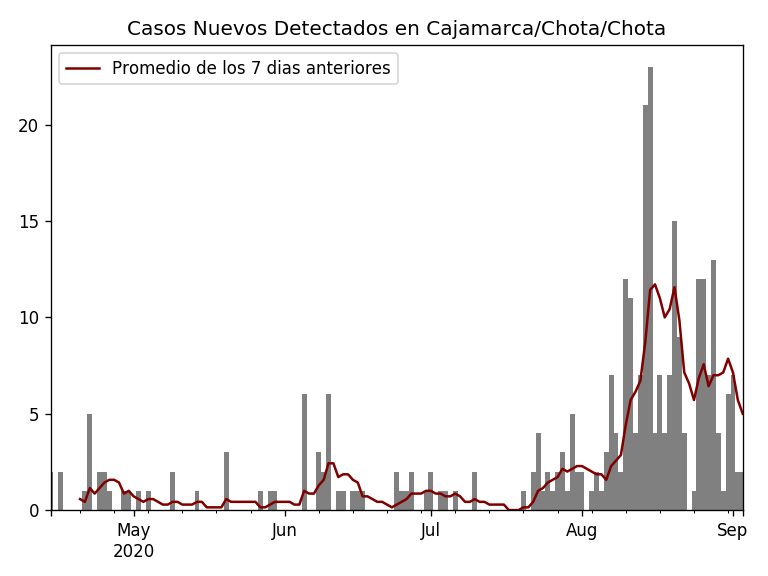 Casos Nuevos Detectados en Cajamarca/Chota/Chota
Promedio de los 7 dias anteriores
20
15
10
5
0
May
2020
Jun
Jul
Aug
Sep